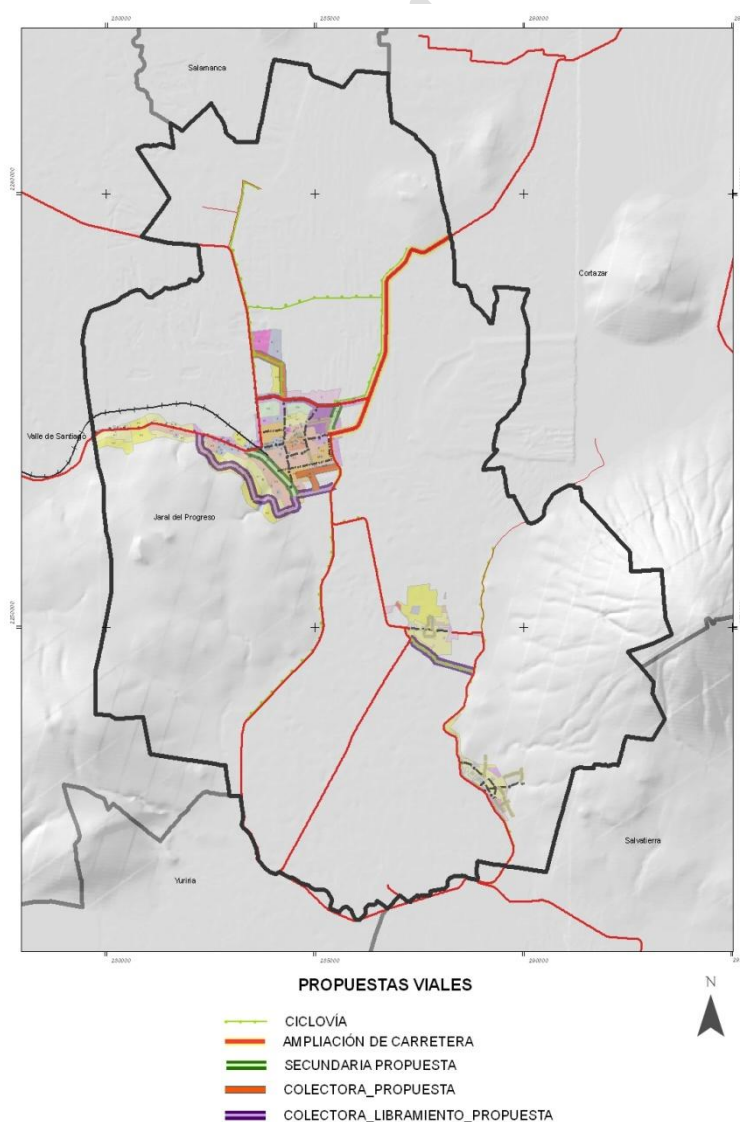 Salamanca
Cortazar
Valle de Santiago
Jaral del Progreso
Salvatierra
Yuriria
PROPUESTAS VIALES
N
CICLOVÍA
AMPLIACIÓN DE CARRETERA
SECUNDARIA PROPUESTA
COLECTORA_PROPUESTA
COLECTORA_LIBRAMIENTO_PROPUESTA